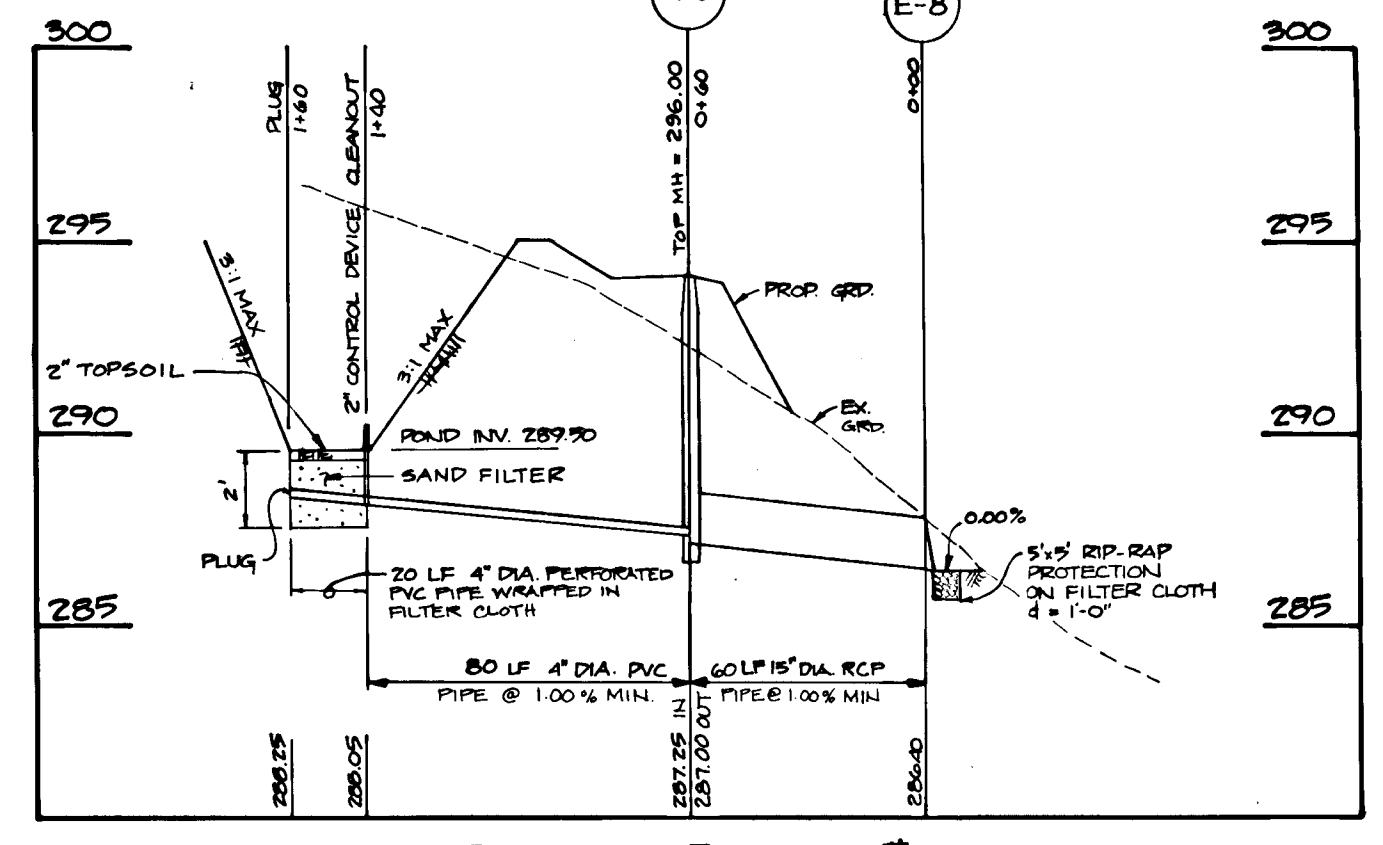 E-8
300
300
PLUG
1+60
2" CONTROL DEVICE CLEANOUT
1+40
TOP MH = 296.00
0+60
0+00
295
295
3:1 MAX
3:1 MAX
PROP. GRD.
2" TOPSOIL
EX.
GRD.
290
290
POND INV. 289.50
SAND FILTER
2'
0.00%
PLUG
5'x5' RIP-RAP
PROTECTION
ON FILTER CLOTH
d = 1'-0"
20 LF 4" DIA. PERFORATED
PVC PIPE WRAPPED IN
FILTER CLOTH
285
285
80 LF 4" DIA. PVC
PIPE @ 1.00% MIN.
60 LF 15" DIA. RCP
PIPE @ 1.00% MIN
288.25
288.05
287.25 IN
287.00 OUT
286.40